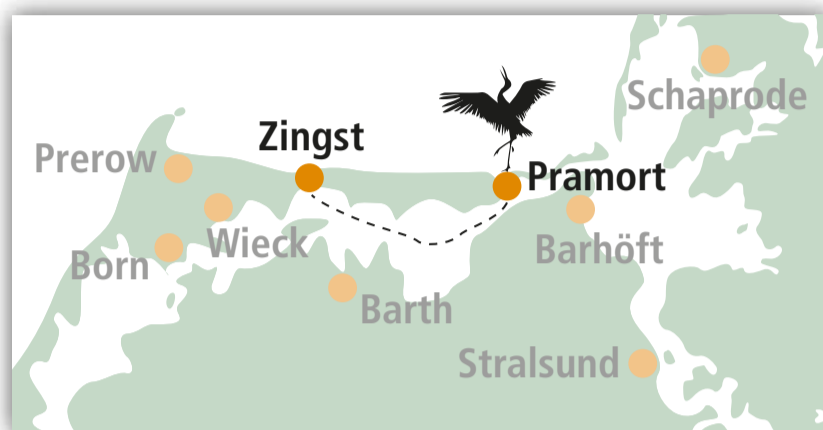 Schaprode
Zingst
Prerow
Pramort
Wieck
Barhöft
Born
Barth
Stralsund